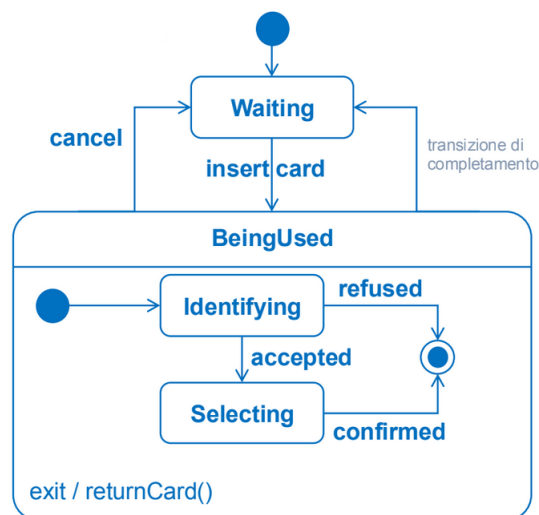 Waiting
cancel
transizione di
completamento
insert card
BeingUsed
Identifying
refused
accepted
Selecting
confirmed
exit / returnCard()